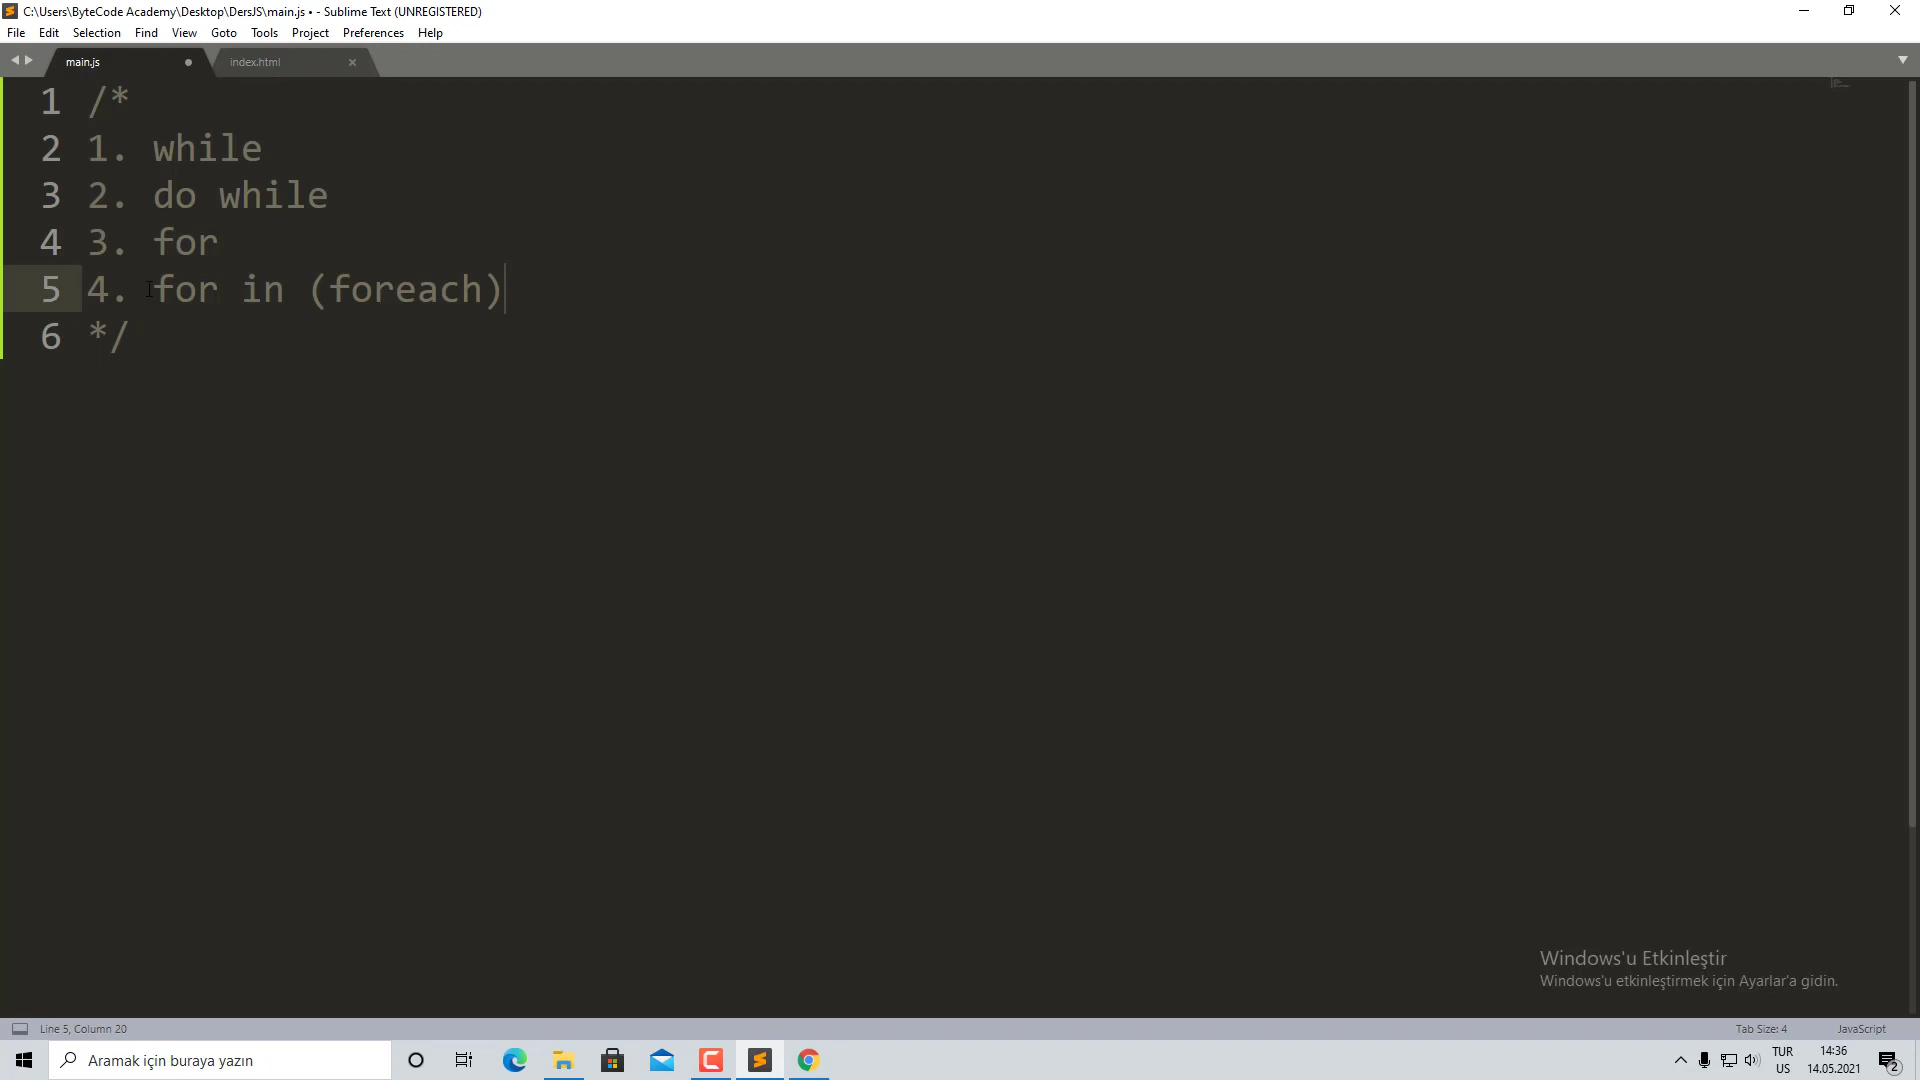 C:\Users\ByteCode Academy\Desktop\DersJS\main.js • - Sublime Text (UNREGISTERED)
File Edit Selection Find View Goto Tools Project Preferences Help
main.js index.html
1 /*
2 1. while
3 2. do while
4 3. for
5 4. for in (foreach)
6 */
Windows'u Etkinleştir
Windows'u etkinleştirmek için Ayarlar'a gidin.
Line 5, Column 20 Tab Size: 4 JavaScript
Aramak için buraya yazın
TUR 14:36
US 14.05.2021 2